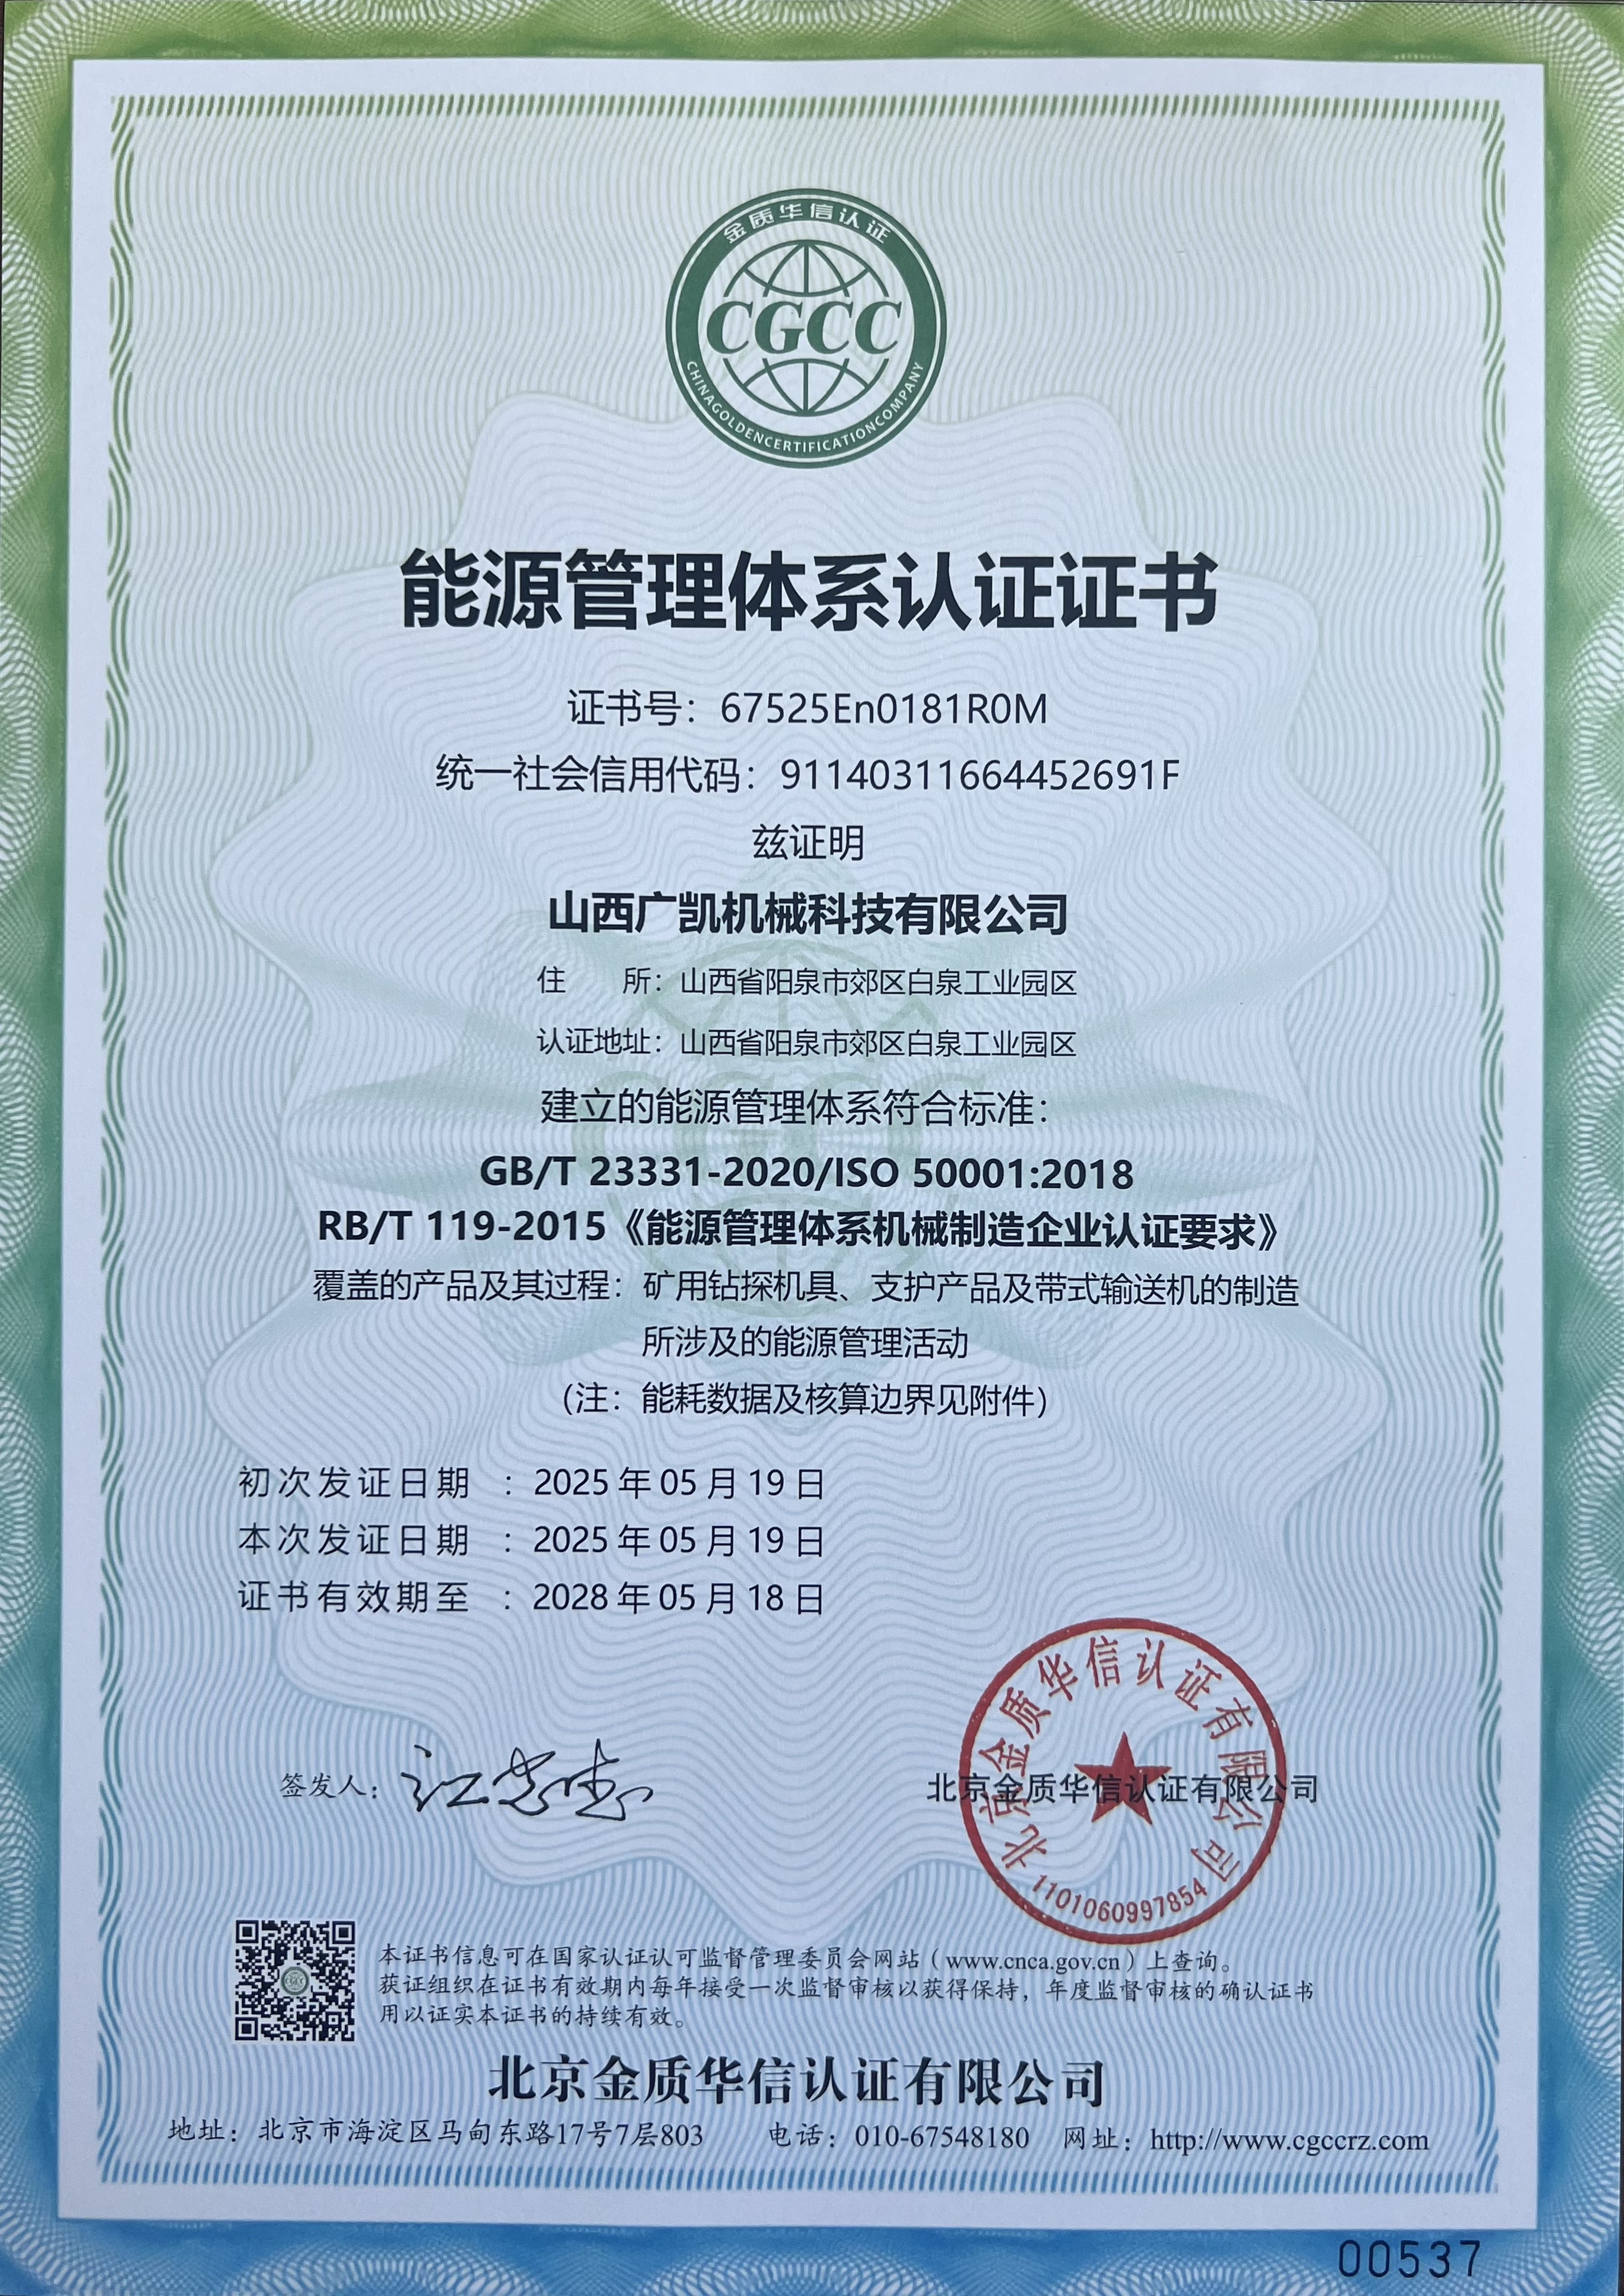 金质华信认证
CGCC
CHINAGOLDENCERTIFICATIONCOMPANY
能源管理体系认证证书
证书号：67525En0181R0M
统一社会信用代码：91140311664452691F
兹证明
山西广凯机械科技有限公司
住　　所：山西省阳泉市郊区白泉工业园区
认证地址：山西省阳泉市郊区白泉工业园区
建立的能源管理体系符合标准：
GB/T 23331-2020/ISO 50001:2018
RB/T 119-2015《能源管理体系机械制造企业认证要求》
覆盖的产品及其过程：矿用钻探机具、支护产品及带式输送机的制造
所涉及的能源管理活动
（注：能耗数据及核算边界见附件）
初次发证日期 ：2025 年 05 月 19 日
本次发证日期 ：2025 年 05 月 19 日
证书有效期至 ：2028 年 05 月 18 日
签发人：
北京金质华信认证有限公司
北京金质华信认证有限公司
1101060997854
本证书信息可在国家认证认可监督管理委员会网站（www.cnca.gov.cn）上查询。
获证组织在证书有效期内每年接受一次监督审核以获得保持，年度监督审核的确认证书
用以证实本证书的持续有效。
北京金质华信认证有限公司
地址：北京市海淀区马甸东路17号7层803　电话：010-67548180　网址：http://www.cgccrz.com
00537